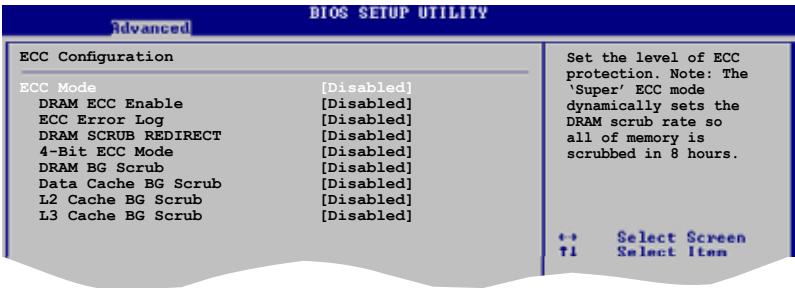 BIOS SETUP UTILITY
Advanced
ECC Configuration
ECC Mode [Disabled]
DRAM ECC Enable [Disabled]
ECC Error Log [Disabled]
DRAM SCRUB REDIRECT [Disabled]
4-Bit ECC Mode [Disabled]
DRAM BG Scrub [Disabled]
Data Cache BG Scrub [Disabled]
L2 Cache BG Scrub [Disabled]
L3 Cache BG Scrub [Disabled]
Set the level of ECC
protection. Note: The
‘Super’ ECC mode
dynamically sets the
DRAM scrub rate so
all of memory is
scrubbed in 8 hours.
←→ Select Screen
↑↓ Select Item